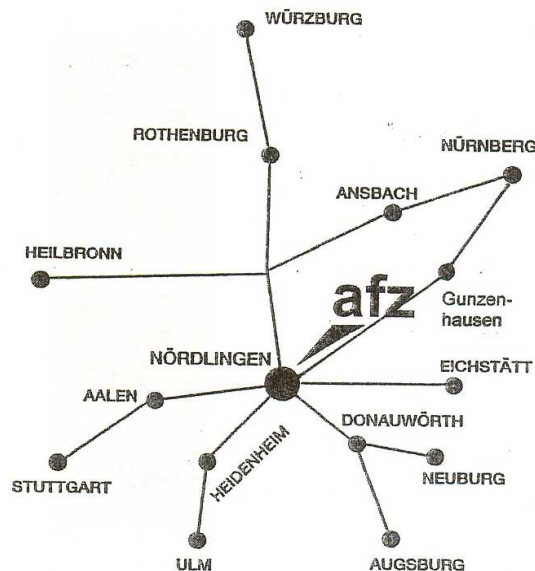 WÜRZBURG
ROTHENBURG
NÜRNBERG
ANSBACH
HEILBRONN
afz
Gunzen-
hausen
NÖRDLINGEN
EICHSTÄTT
AALEN
DONAUWÖRTH
HEIDENHEIM
STUTTGART
NEUBURG
ULM
AUGSBURG